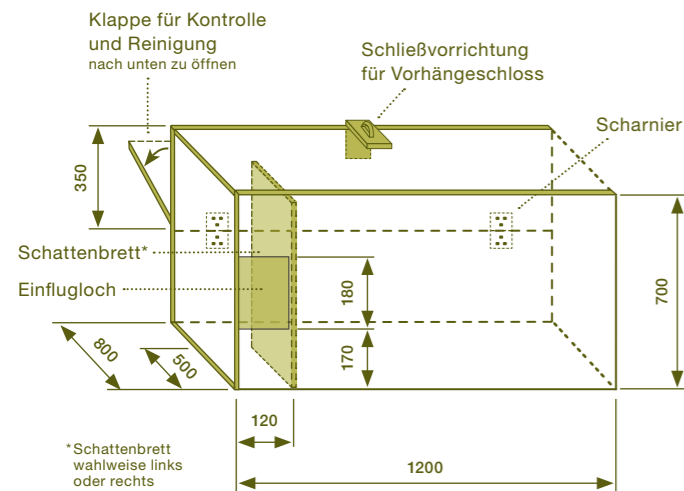 Klappe für Kontrolle
und Reinigung
nach unten zu öffnen
Schließvorrichtung
für Vorhängeschloss
Scharnier
350
Schattenbrett*
Einflugloch
180
700
170
800
500
120
1200
*Schattenbrett
wahlweise links
oder rechts